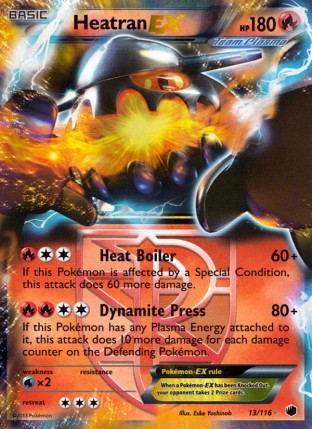 BASIC
Heatran EX
HP 180
Team Plasma
Heat Boiler 60+
If this Pokémon is affected by a Special Condition,
this attack does 60 more damage.
Dynamite Press 80+
If this Pokémon has any Plasma Energy attached
to it, this attack does 10 more damage for each damage
counter on the Defending Pokémon.
weakness resistance
×2
Pokémon-EX rule
When a Pokémon-EX has been Knocked Out,
your opponent takes 2 Prize cards.
retreat
©2013 Pokémon
Illus. Eske Yoshinob
13/116